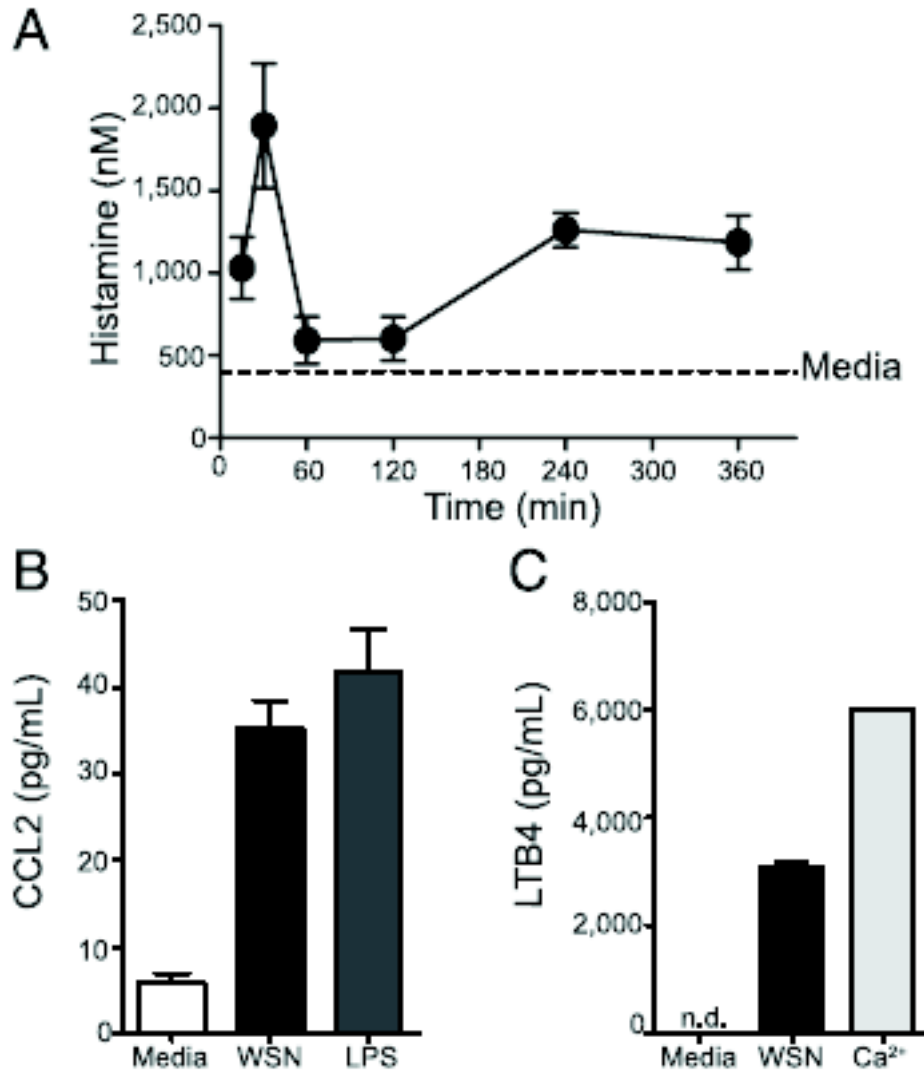 A
2,500
2,000
1,500
1,000
500
0
Histamine (nM)
Media
0 60 120 180 240 300 360
Time (min)
B
50
40
30
20
10
0
CCL2 (pg/mL)
Media WSN LPS
C
8,000
6,000
4,000
2,000
0
LTB4 (pg/mL)
n.d.
Media WSN Ca²⁺